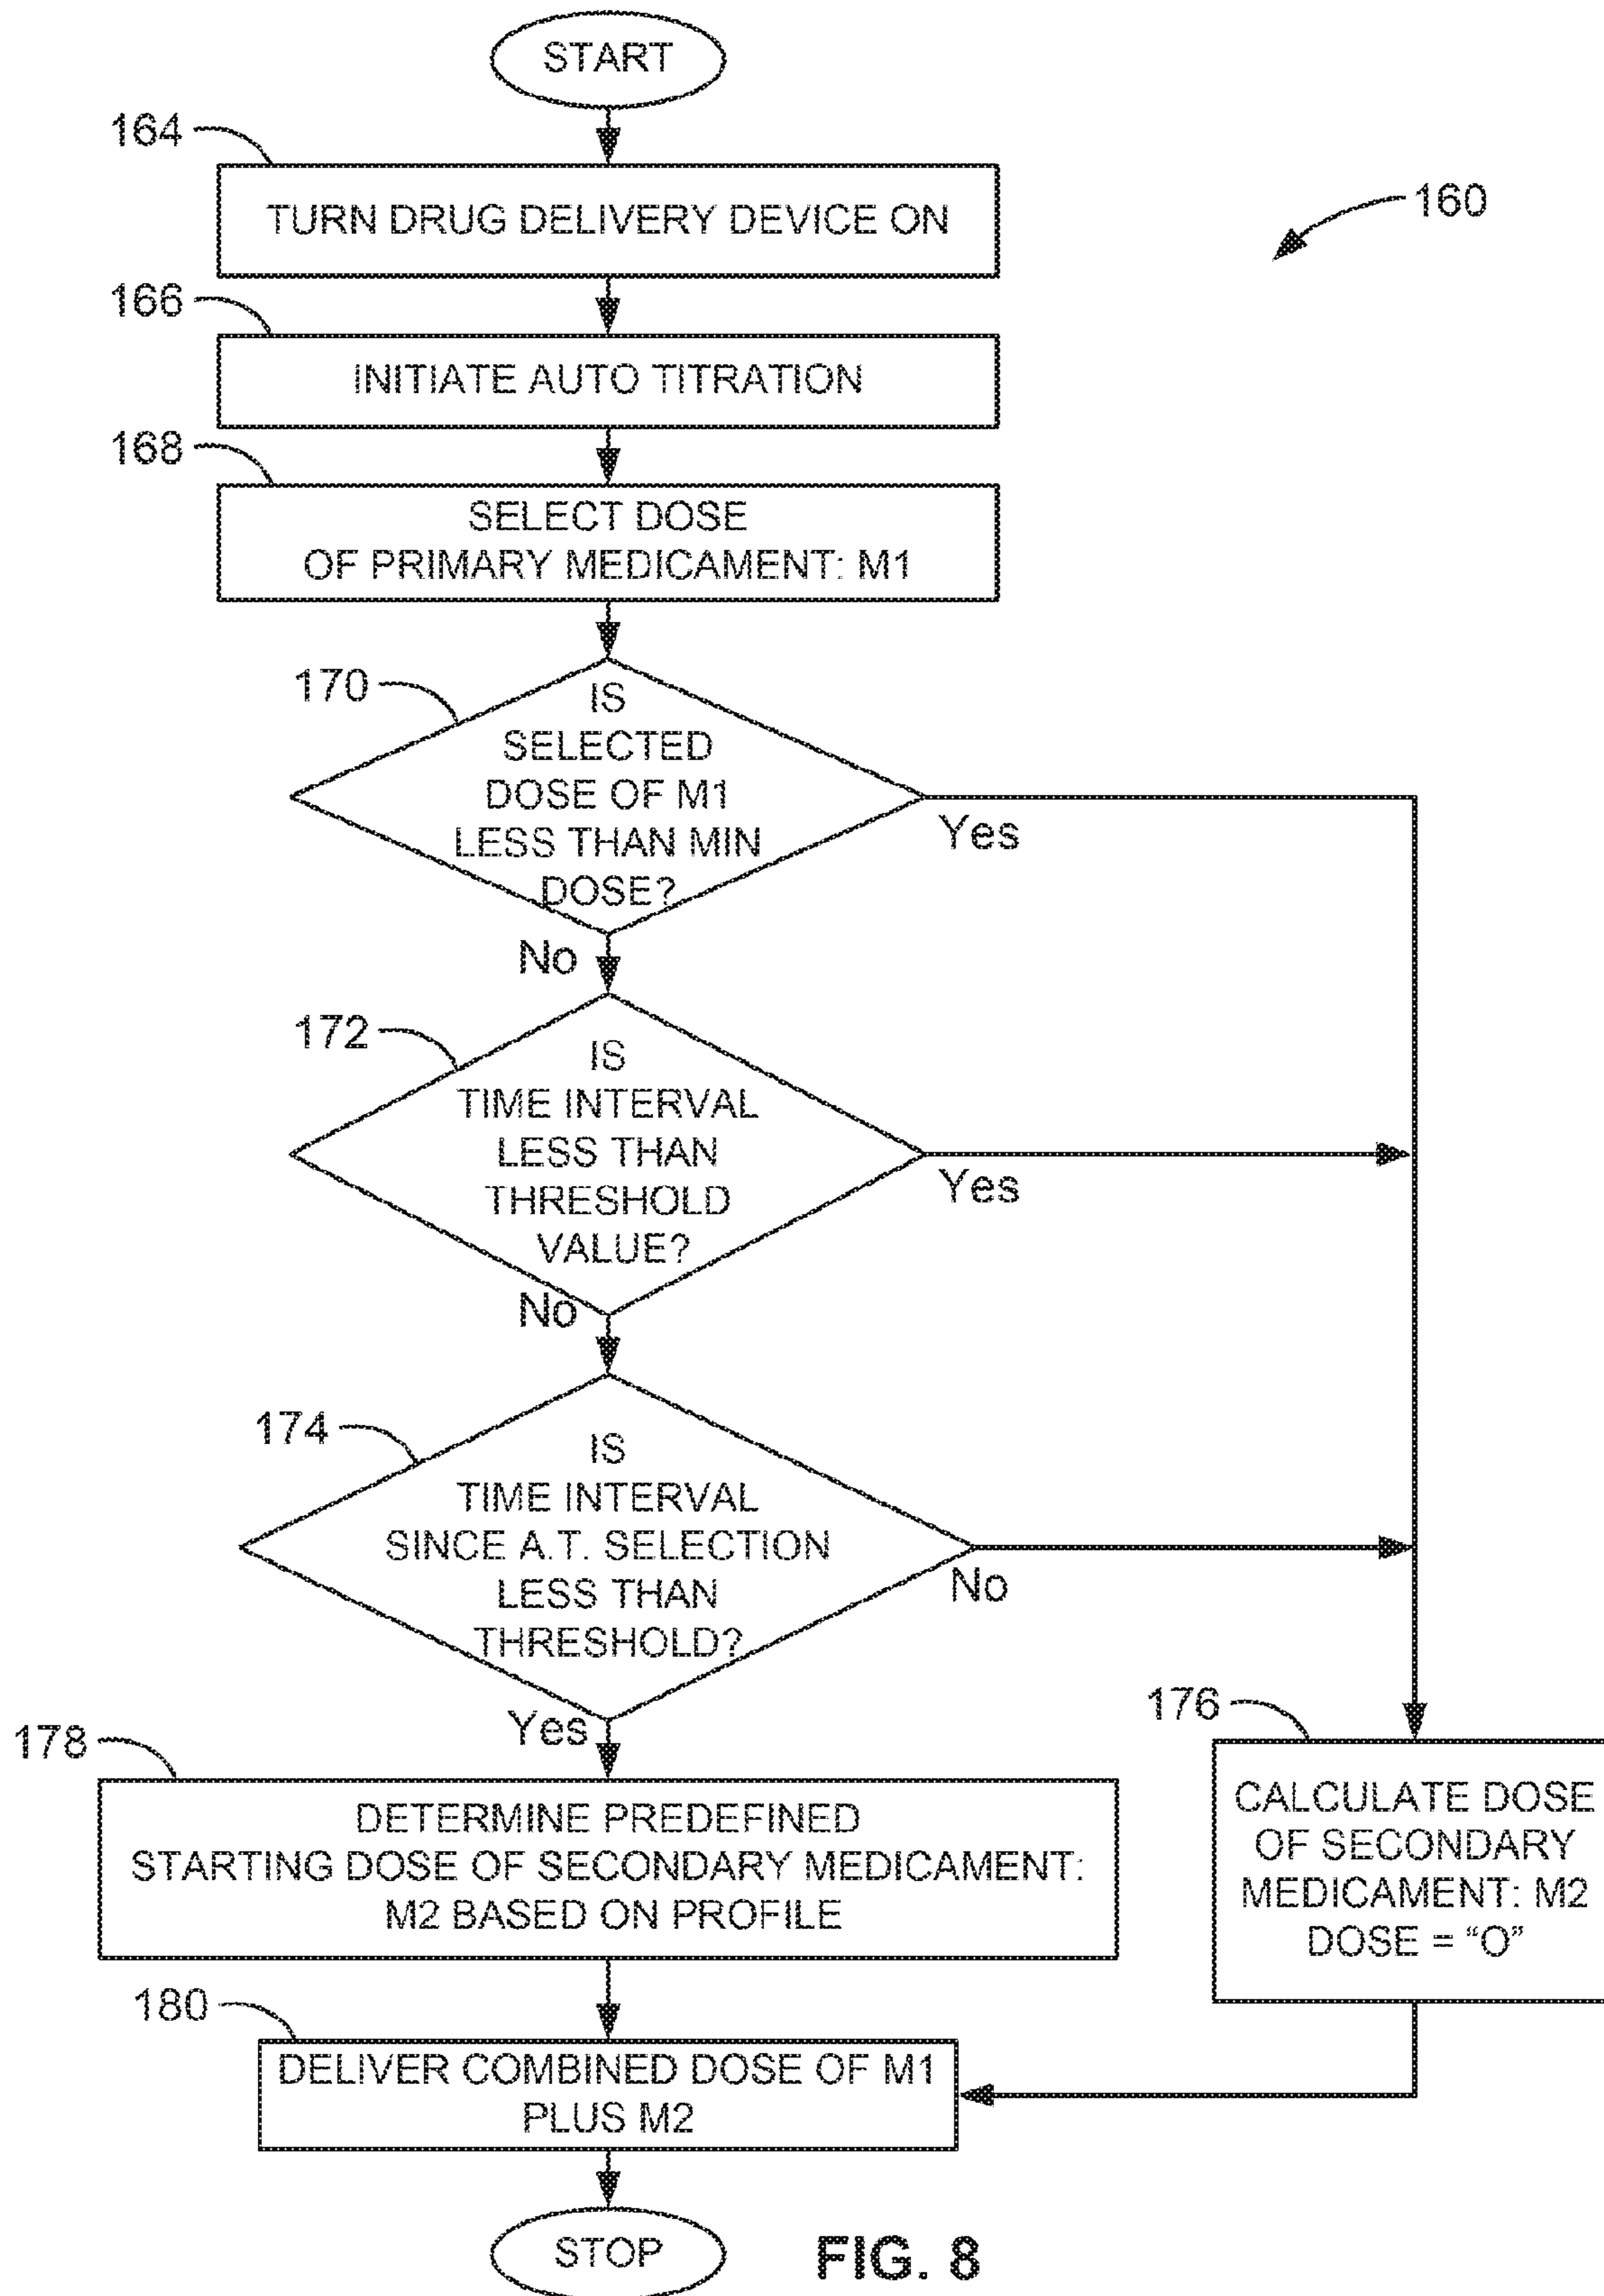 START
164
TURN DRUG DELIVERY DEVICE ON
160
166
INITIATE AUTO TITRATION
168
SELECT DOSE
OF PRIMARY MEDICAMENT: M1
170
IS
SELECTED
DOSE OF M1
LESS THAN MIN
DOSE?
Yes
No
172
IS
TIME INTERVAL
LESS THAN
THRESHOLD
VALUE?
Yes
No
174
IS
TIME INTERVAL
SINCE A.T. SELECTION
LESS THAN
THRESHOLD?
No
Yes
176
CALCULATE DOSE
OF SECONDARY
MEDICAMENT: M2
DOSE = “O”
178
DETERMINE PREDEFINED
STARTING DOSE OF SECONDARY MEDICAMENT:
M2 BASED ON PROFILE
180
DELIVER COMBINED DOSE OF M1
PLUS M2
STOP
FIG. 8